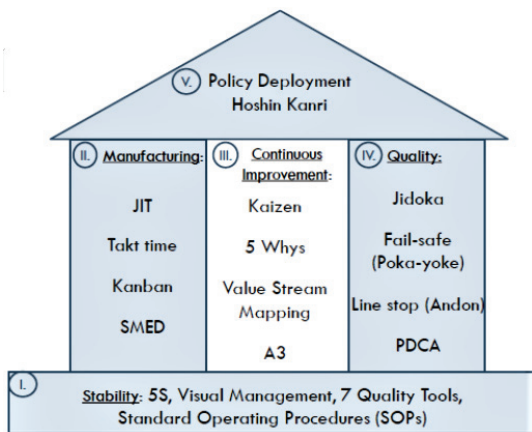 V. Policy Deployment
Hoshin Kanri
II. Manufacturing:
JIT
Takt time
Kanban
SMED
III. Continuous
Improvement:
Kaizen
5 Whys
Value Stream
Mapping
A3
IV. Quality:
Jidoka
Fail-safe
(Poka-yoke)
Line stop (Andon)
PDCA
I.
Stability: 5S, Visual Management, 7 Quality Tools,
Standard Operating Procedures (SOPs)